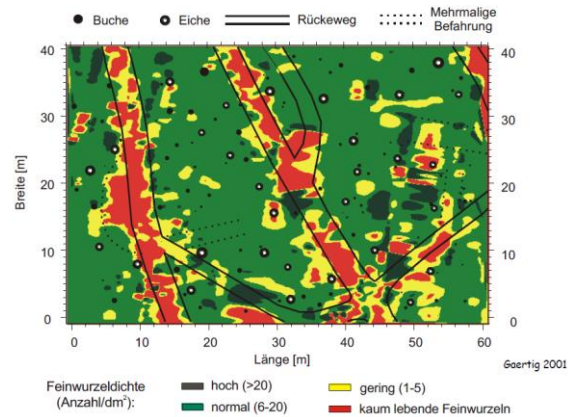 Buche Eiche Rückeweg Mehrmalige
Befahrung
40
30
20
10
0
Breite [m]
40
30
20
10
0
0 10 20 30 40 50 60
Länge [m]
Gaertig 2001
Feinwurzeldichte
(Anzahl/dm²):
hoch (>20) gering (1-5)
normal (6-20) kaum lebende Feinwurzeln